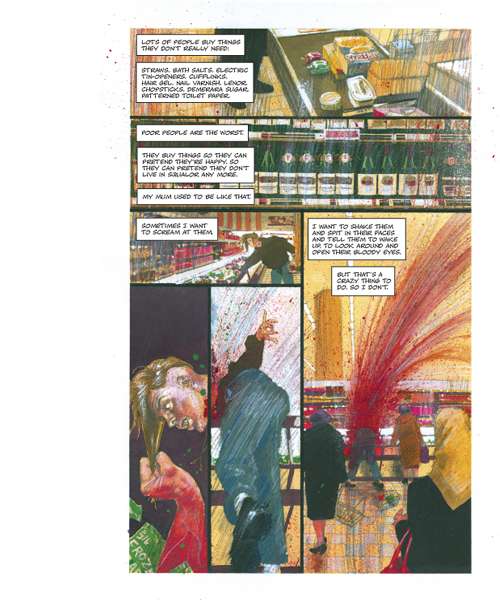 LOTS OF PEOPLE BUY THINGS
THEY DON'T REALLY NEED:
STRAWS. BATH SALTS. ELECTRIC
TIN-OPENERS. CUFFLINKS.
HAIR GEL. NAIL VARNISH. LENOR.
CHOPSTICKS. DEMERARA SUGAR.
PATTERNED TOILET PAPER.
POOR PEOPLE ARE THE WORST.
THEY BUY THINGS SO THEY CAN
PRETEND THEY'RE HAPPY. SO
THEY CAN PRETEND THEY DON'T
LIVE IN SQUALOR ANY MORE.
MY MUM USED TO BE LIKE THAT.
SOMETIMES I WANT
TO SCREAM AT THEM.
I WANT TO SHAKE THEM
AND SPIT IN THEIR FACES
AND TELL THEM TO WAKE
UP, TO LOOK AROUND AND
OPEN THEIR BLOODY EYES.
BUT THAT'S A
CRAZY THING TO
DO. SO I DON'T.